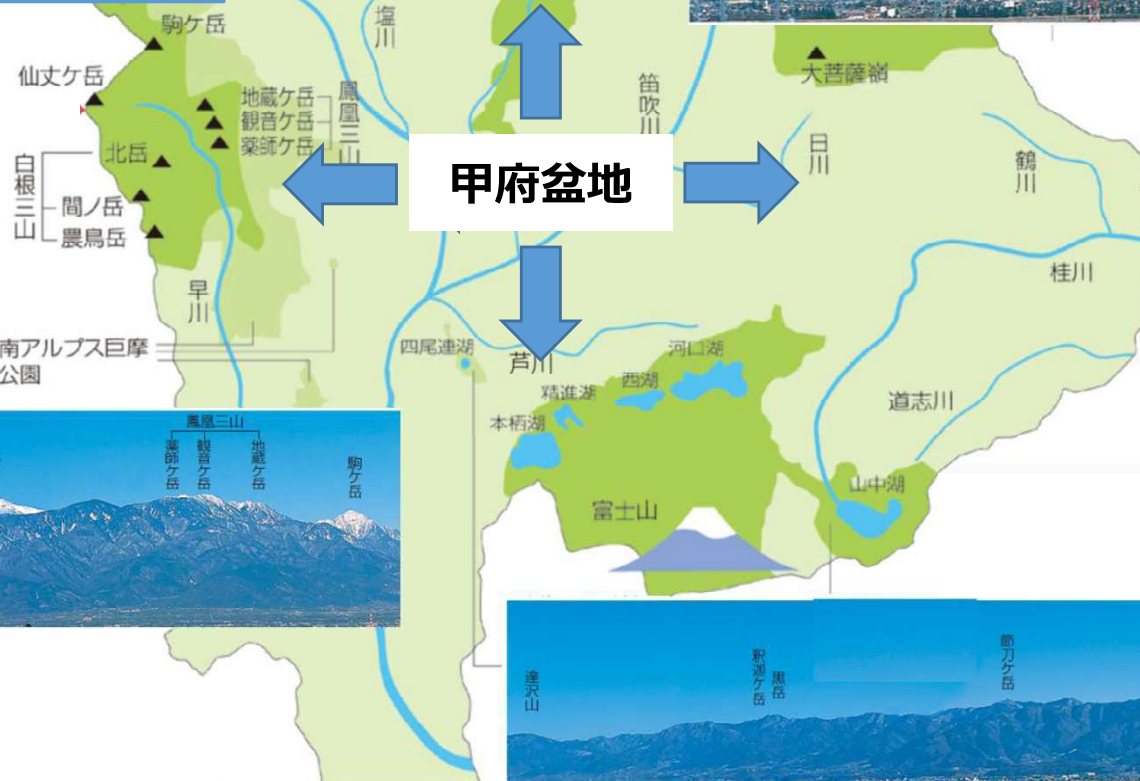 駒ケ岳
塩川
仙丈ケ岳
大菩薩嶺
笛吹川
地蔵ケ岳
観音ケ岳
薬師ケ岳
鳳凰三山
甲府盆地
日川
鶴川
北岳
白根三山
間ノ岳
農鳥岳
早川
桂川
南アルプス巨摩
公園
四尾連湖
芦川
河口湖
西湖
精進湖
本栖湖
道志川
山中湖
富士山
鳳凰三山
薬師ケ岳
観音ケ岳
地蔵ケ岳
駒ケ岳
達沢山
釈迦ケ岳
黒岳
節刀ケ岳